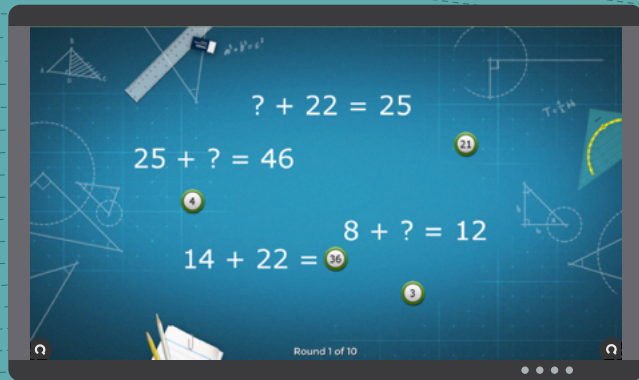 ? + 22 = 25
21
25 + ? = 46
4
8 + ? = 12
14 + 22 = 36
3
Round 1 of 10